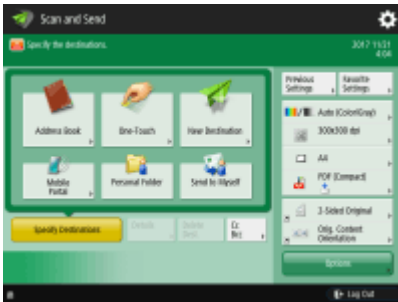 Scan and Send
Specify the destinations.
2017 11/21
4:04
Address Book
One-Touch
New Destination
Mobile
Portal
Personal Folder
Send to Myself
Specify Destinations
Details
Delete
Dest.
Cc
Bcc
Previous
Settings
Favorite
Settings
Auto (Color/Gray)
300x300 dpi
A4
PDF (Compact)
2-Sided Original
Orig. Content
Orientation
Options
Log Out